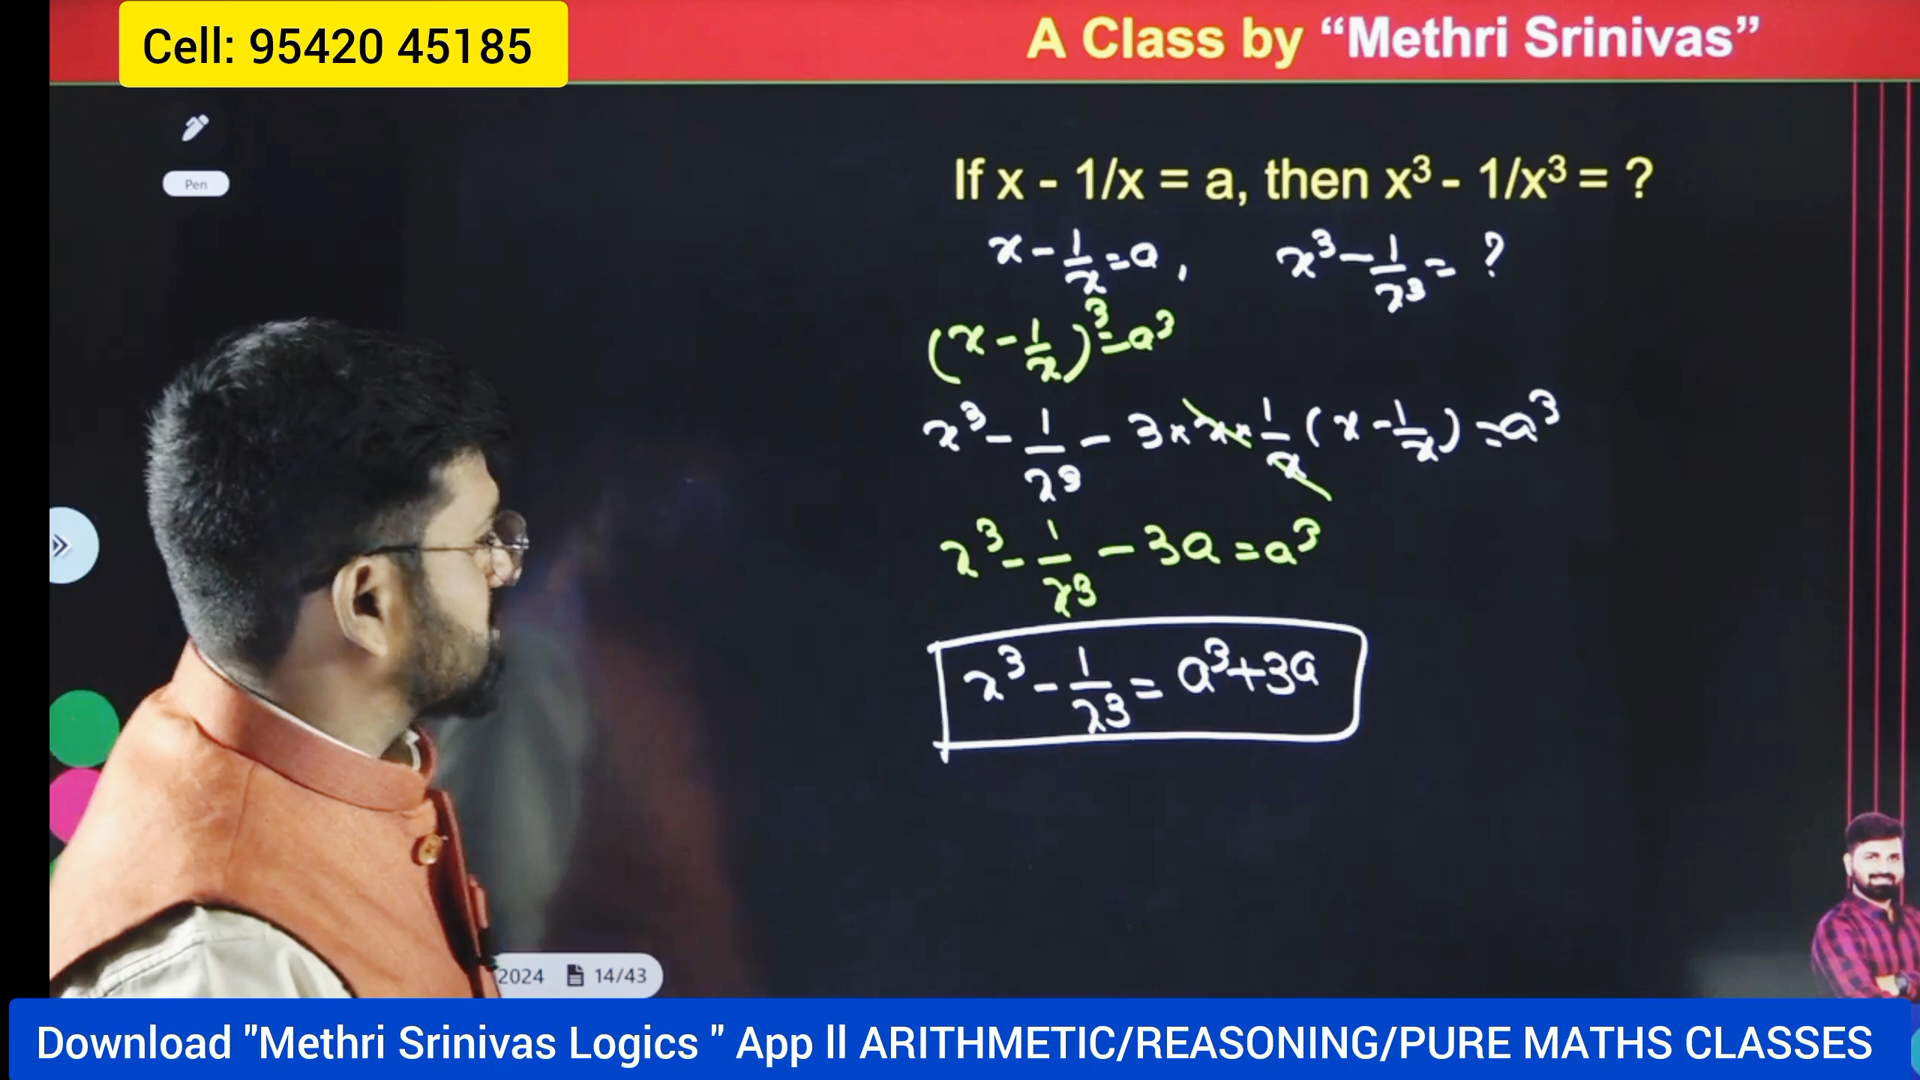 Cell: 95420 45185
A Class by “Methri Srinivas”
Pen
If x - 1/x = a, then x³ - 1/x³ = ?
x - 1/x = a, x³ - 1/x³ = ?
(x - 1/x)³ = a³
x³ - 1/x³ - 3 × x × 1/x (x - 1/x) = a³
x³ - 1/x³ - 3a = a³
x³ - 1/x³ = a³ + 3a
2024 14/43
Download "Methri Srinivas Logics " App ll ARITHMETIC/REASONING/PURE MATHS CLASSES